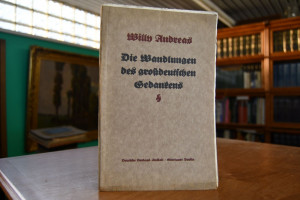 Willy Andreas
Die Wandlungen
des großdeutschen
Gedankens